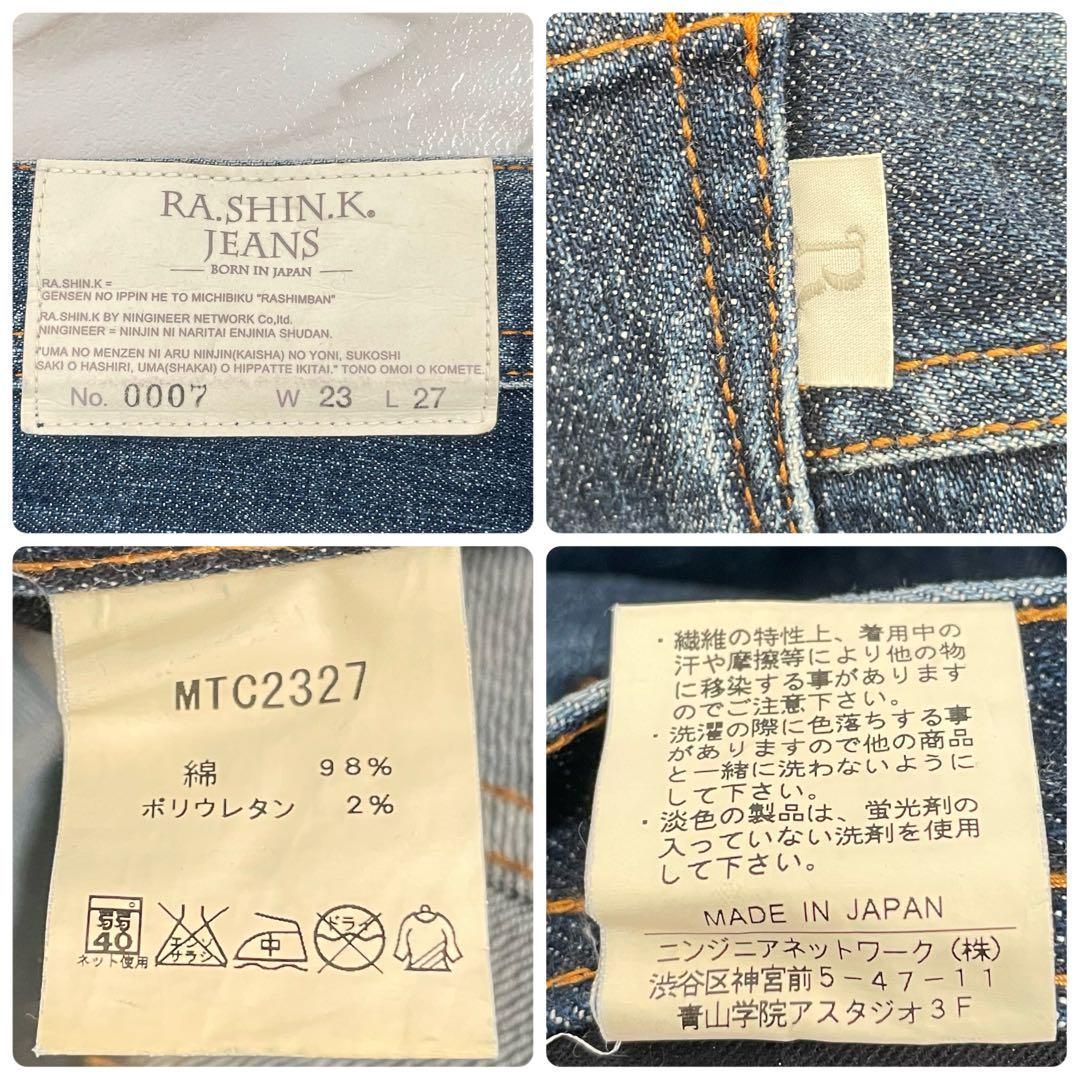 RA.SHIN.K.®
JEANS
BORN IN JAPAN
RA.SHIN.K =
GENSEN NO IPPIN HE TO MICHIBIKU "RASHIMBAN"
RA.SHIN.K BY NINGINEER NETWORK Co,ltd.
NINGINEER = NINJIN NI NARITAI ENJINIA SHUDAN.
"UMA NO MENZEN NI ARU NINJIN(KAISHA) NO YONI, SUKOSHI
SAKI O HASHIRI, UMA(SHAKAI) O HIPPATTE IKITAI." TONO OMOI O KOMETE.
No. 0007 W 23 L 27
R
MTC2327
綿 98%
ポリウレタン 2%
弱
40
ネット使用
エンソ
サラシ
中
ドライ
・繊維の特性上、着用中の
汗や摩擦等により他の物
に移染する事があります
のでご注意下さい。
・洗濯の際に色落ちする事
がありますので他の商品
と一緒に洗わないように
して下さい。
・淡色の製品は、蛍光剤の
入っていない洗剤を使用
して下さい。
MADE IN JAPAN
ニンジニアネットワーク（株）
渋谷区神宮前5-47-11
青山学院アスタジオ3F